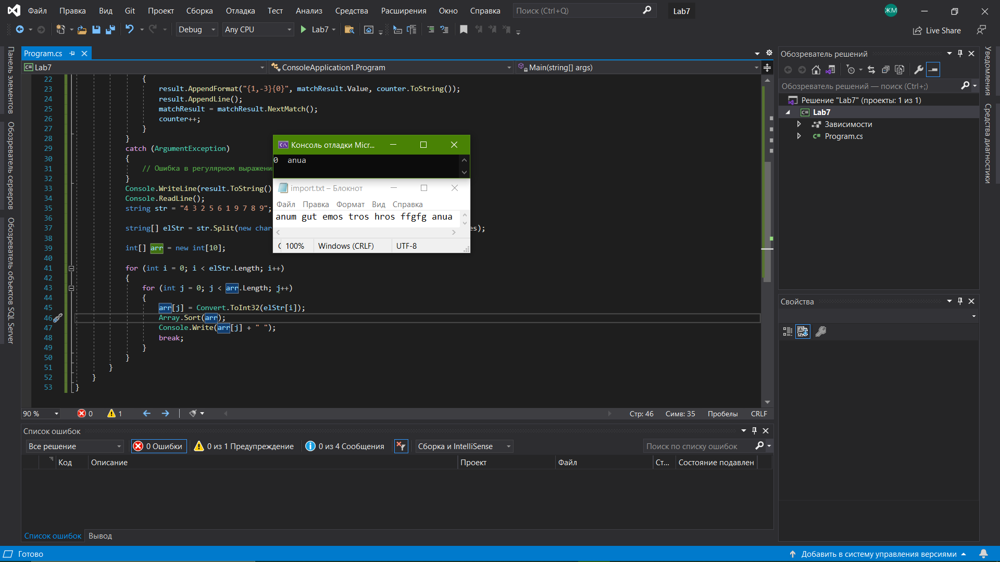 Файл Правка Вид Git Проект Сборка Отладка Тест Анализ Средства Расширения Окно Справка Поиск (Ctrl+Q) Lab7 ЖМ
Debug Any CPU Lab7 Live Share
Панель элементов
Обозреватель серверов
Обозреватель объектов SQL Server
Program.cs
C# Lab7 ConsoleApplication1.Program Main(string[] args)
22 {
23 result.AppendFormat("{1,-3}{0}", matchResult.Value, counter.ToString());
24 result.AppendLine();
25 matchResult = matchResult.NextMatch();
26 counter++;
27 }
28 }
29 catch (ArgumentException)
30 {
31 // Ошибка в регулярном выражени
32 }
33 Console.WriteLine(result.ToString()
34 Console.ReadLine();
35 string str = "4 3 2 5 6 1 9 7 8 9";
36
37 string[] elStr = str.Split(new char es);
38
39 int[] arr = new int[10];
40
41 for (int i = 0; i < elStr.Length; i++)
42 {
43 for (int j = 0; j < arr.Length; j++)
44 {
45 arr[j] = Convert.ToInt32(elStr[i]);
46 Array.Sort(arr);
47 Console.Write(arr[j] + " ");
48 break;
49 }
50 }
51 }
52 }
53 }
Консоль отладки Micr...
0 anua
import.txt – Блокнот
Файл Правка Формат Вид Справка
anum gut emos tros hros ffgfg anua
100% Windows (CRLF) UTF-8
90 % 0 1 Стр: 46 Симв: 35 Пробелы CRLF
Список ошибок
Все решение 0 Ошибки 0 из 1 Предупреждение 0 из 4 Сообщения Сборка и IntelliSense Поиск по списку ошибок
Код Описание Проект Файл Ст... Состояние подавлен
Список ошибок Вывод
Обозреватель решений
Обозреватель решений — поиск (Ctrl+;)
Решение "Lab7" (проекты: 1 из 1)
C# Lab7
Зависимости
C# Program.cs
Свойства
Уведомления
Средства диагностики
Готово Добавить в систему управления версиями